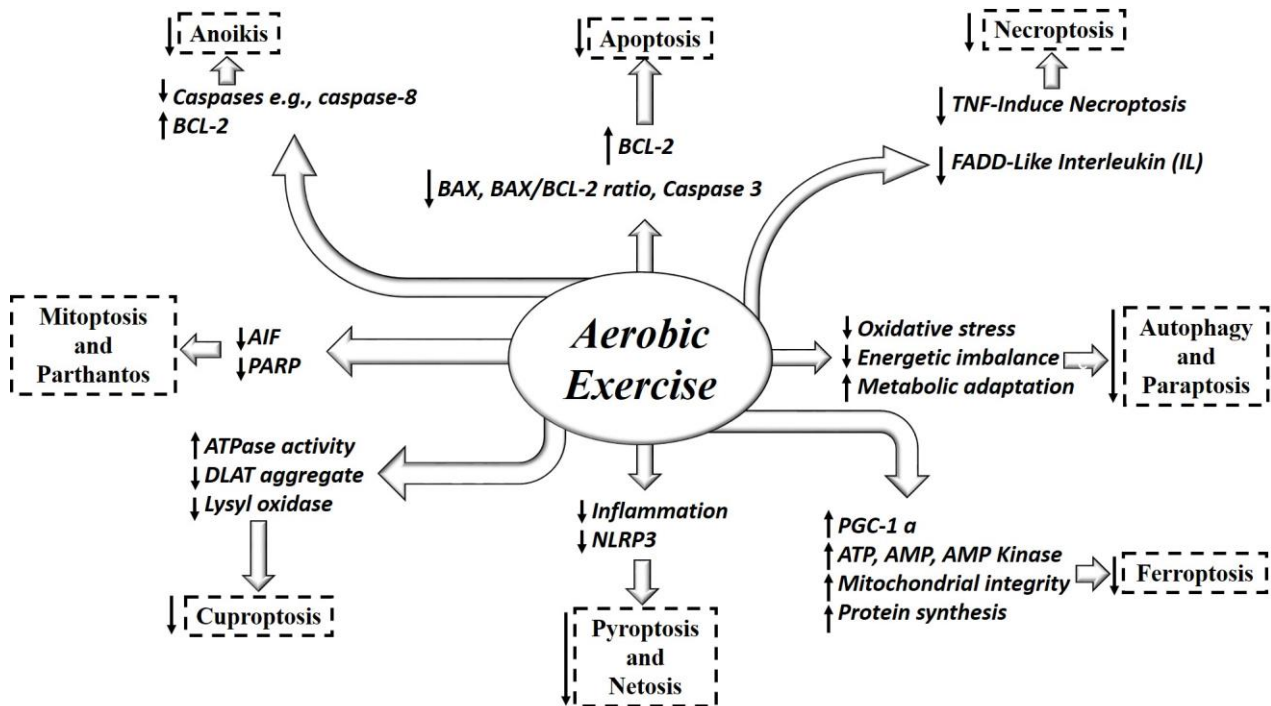 ↓ Anoikis
↓ Caspases e.g., caspase-8
↑ BCL-2
↓ Apoptosis
↑ BCL-2
↓ BAX, BAX/BCL-2 ratio, Caspase 3
↓ Necroptosis
↓ TNF-Induce Necroptosis
↓ FADD-Like Interleukin (IL)
Mitoptosis
and
Parthantos
↓ AIF
↓ PARP
Aerobic
Exercise
↓ Oxidative stress
↓ Energetic imbalance
↑ Metabolic adaptation
↓ Autophagy
and
Paraptosis
↑ ATPase activity
↓ DLAT aggregate
↓ Lysyl oxidase
↓ Cuproptosis
↓ Inflammation
↓ NLRP3
↓ Pyroptosis
and
Netosis
↑ PGC-1 a
↑ ATP, AMP, AMP Kinase
↑ Mitochondrial integrity
↑ Protein synthesis
↓ Ferroptosis